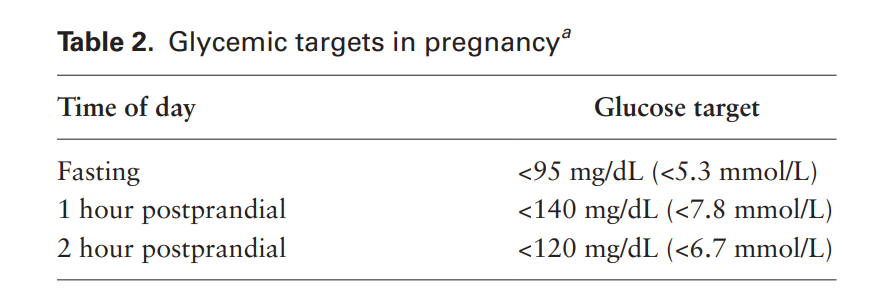 Table 2. Glycemic targets in pregnancyᵃ
Time of day Glucose target
Fasting <95 mg/dL (<5.3 mmol/L)
1 hour postprandial <140 mg/dL (<7.8 mmol/L)
2 hour postprandial <120 mg/dL (<6.7 mmol/L)